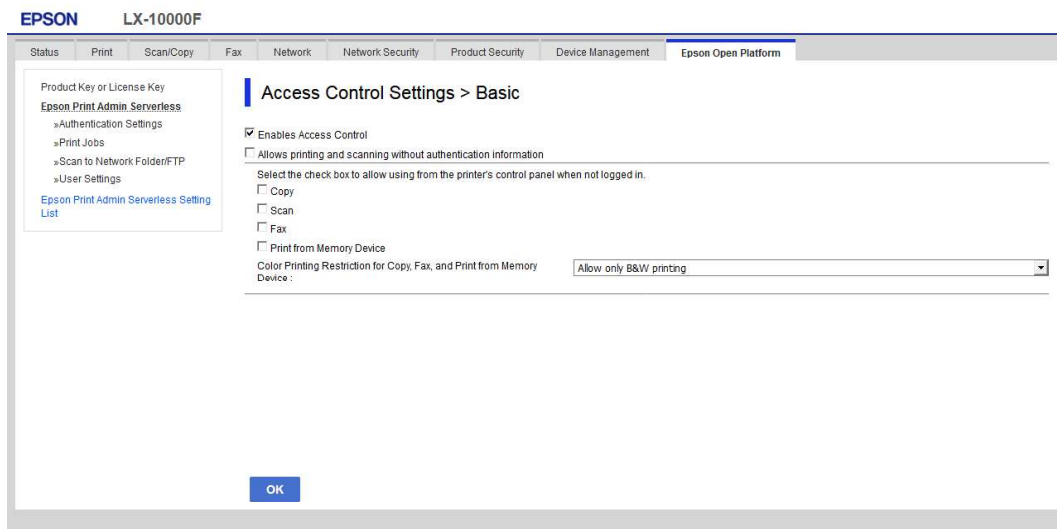 EPSON LX-10000F
Status Print Scan/Copy Fax Network Network Security Product Security Device Management Epson Open Platform
Product Key or License Key
Epson Print Admin Serverless
»Authentication Settings
»Print Jobs
»Scan to Network Folder/FTP
»User Settings
Epson Print Admin Serverless Setting
List
Access Control Settings > Basic
Enables Access Control
Allows printing and scanning without authentication information
Select the check box to allow using from the printer's control panel when not logged in.
Copy
Scan
Fax
Print from Memory Device
Color Printing Restriction for Copy, Fax, and Print from Memory
Device :
Allow only B&W printing
OK